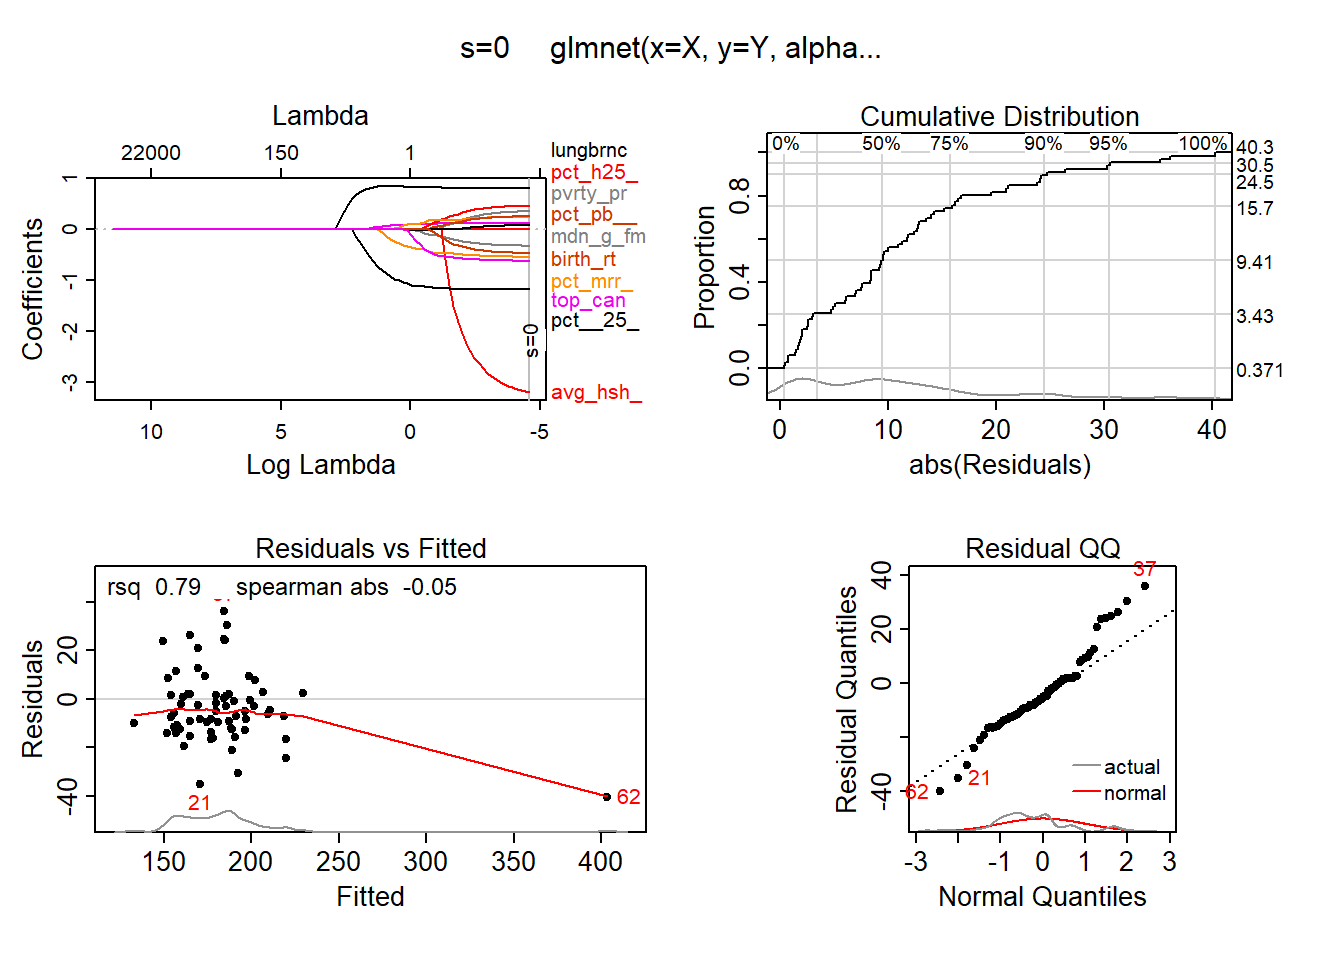 s=0 glmnet(x=X, y=Y, alpha...
Lambda
22000 150 1
1
0
-1
-2
-3
Coefficients
lungbrnc
pct_h25_
pvrty_pr
pct_pb__
mdn_g_fm
birth_rt
pct_mrr_
top_can
pct__25_
avg_hsh_
s=0
10 5 0 -5
Log Lambda
Cumulative Distribution
0% 50% 75% 90% 95% 100%
40.3
30.5
24.5
15.7
9.41
3.43
0.371
0.8
0.4
0.0
Proportion
0 10 20 30 40
abs(Residuals)
Residuals vs Fitted
rsq 0.79 spearman abs -0.05
21
62
20
0
-40
Residuals
150 200 250 300 350 400
Fitted
Residual QQ
37
40
20
0
-40
Residual Quantiles
62
21
actual
normal
-3 -1 0 1 2 3
Normal Quantiles